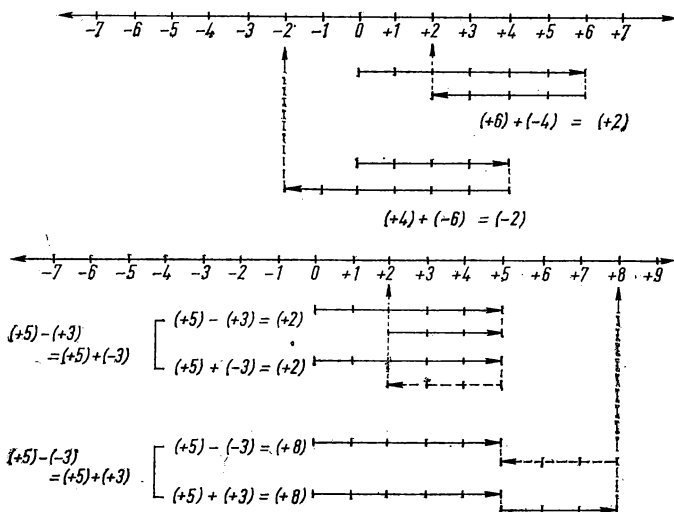 -7 -6 -5 -4 -3 -2 -1 0 +1 +2 +3 +4 +5 +6 +7
(+6) + (-4) = (+2)
(+4) + (-6) = (-2)
-7 -6 -5 -4 -3 -2 -1 0 +1 +2 +3 +4 +5 +6 +7 +8 +9
(+5) - (+3) = (+2)
(+5) - (+3)
= (+5) + (-3)
(+5) + (-3) = (+2)
(+5) - (-3) = (+8)
(+5) - (-3)
= (+5) + (+3)
(+5) + (+3) = (+8)